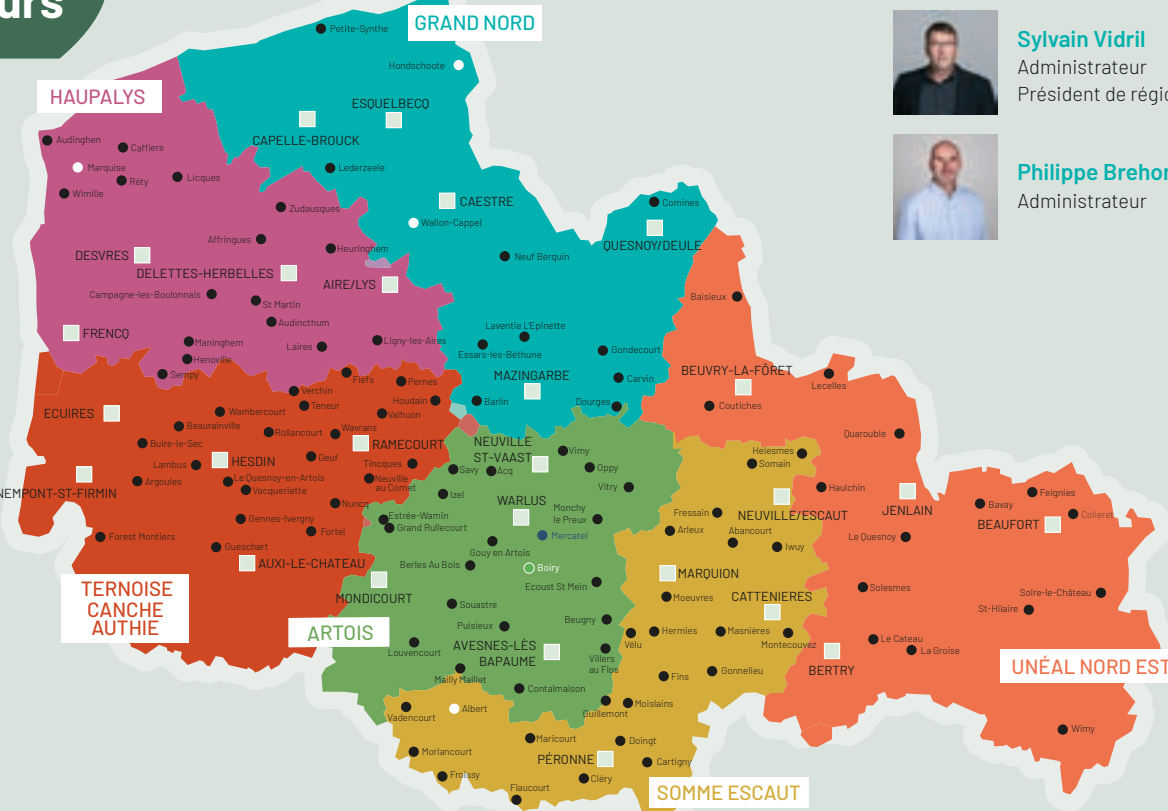 urs
GRAND NORD
Petite-Synthe
Hondschoote
HAUPALYS
ESQUELBECQ
CAPELLE-BROUCK
Audinghen
Caffiers
Marquise
Réty
Licques
Wimille
Lederzeele
Zudausques
CAESTRE
Wallon-Cappel
Comines
QUESNOY/DEULE
Affringues
Heuringhem
Neuf Berquin
DESVRES
DELETTES-HERBELLES
AIRE/LYS
Campagne-les-Boulonnais
St Martin
Audincthum
Baisieux
FRENCQ
Maninghem
Laires
Ligny-les-Aires
Laventie L'Epinette
Essars-les-Béthune
Gondecourt
Henoville
Sempy
MAZINGARBE
Carvin
Barlin
Dourges
BEUVRY-LA-FÔRET
Lecelles
Coutiches
Quarouble
Fiefs
Pernes
Verchin
Teneur
Houdain
Valhuon
ECUIRES
Wambercourt
Beaurainville
Rollancourt
Wavrans
RAMECOURT
Buire-le-Sec
Lambus
HESDIN
Oeuf
Tincques
NEMPONT-ST-FIRMIN
Argoules
Le Quesnoy-en-Artois
Vacqueriette
Neuville
au Cornet
Nuncq
Gennes-Ivergny
Fortel
Forest Montiers
Gueschart
AUXI-LE-CHATEAU
TERNOISE
CANCHE
AUTHIE
NEUVILLE
ST-VAAST
Vimy
Savy
Acq
Oppy
Vitry
Izel
WARLUS
Monchy
le Preux
Estrée-Wamin
Grand Rullecourt
Mercatel
Gouy en Artois
Berles Au Bois
Boiry
Ecoust St Mein
MONDICOURT
Souastre
Puisieux
Beugny
ARTOIS
Louvencourt
AVESNES-LÈS
BAPAUME
Villers
au Flos
Mailly Maillet
Contalmaison
Guillemont
Helesmes
Somain
Haulchin
NEUVILLE/ESCAUT
Fressain
Arleux
Abancourt
Iwuy
MARQUION
CATTENIERES
Moeuvres
Vélu
Hermies
Masnières
Montecouvez
Fins
Gonnelieu
Moislains
Vadencourt
Albert
Morlancourt
Maricourt
Doingt
PÉRONNE
Cartigny
Froissy
Cléry
Flaucourt
SOMME ESCAUT
JENLAIN
Bavay
Feignies
BEAUFORT
Colleret
Le Quesnoy
Solesmes
Solre-le-Château
St-Hilaire
Le Cateau
La Groise
BERTRY
UNÉAL NORD EST
Wimy
Sylvain Vidril
Administrateur
Président de régio
Philippe Brehon
Administrateur